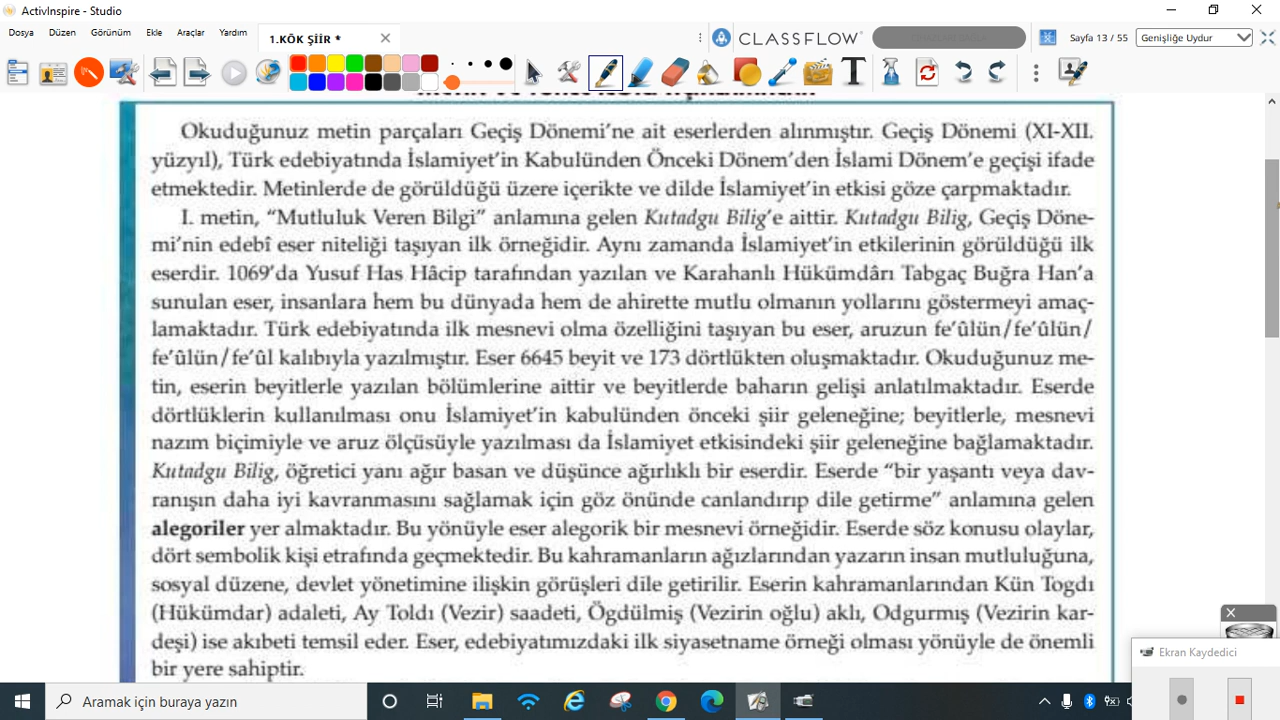 ActivInspire - Studio
Dosya Düzen Görünüm Ekle Araçlar Yardım
1.KÖK ŞİİR *
CLASSFLOW
Sayfa 13 / 55
Genişliğe Uydur
Okuduğunuz metin parçaları Geçiş Dönemi’ne ait eserlerden alınmıştır. Geçiş Dönemi (XI-XII.
yüzyıl), Türk edebiyatında İslamiyet’in Kabulünden Önceki Dönem’den İslami Dönem’e geçişi ifade
etmektedir. Metinlerde de görüldüğü üzere içerikte ve dilde İslamiyet’in etkisi göze çarpmaktadır.
I. metin, “Mutluluk Veren Bilgi” anlamına gelen Kutadgu Bilig’e aittir. Kutadgu Bilig, Geçiş Döne-
mi’nin edebî eser niteliği taşıyan ilk örneğidir. Aynı zamanda İslamiyet’in etkilerinin görüldüğü ilk
eserdir. 1069’da Yusuf Has Hâcip tarafından yazılan ve Karahanlı Hükümdârı Tabgaç Buğra Han’a
sunulan eser, insanlara hem bu dünyada hem de ahirette mutlu olmanın yollarını göstermeyi amaç-
lamaktadır. Türk edebiyatında ilk mesnevi olma özelliğini taşıyan bu eser, aruzun fe’ûlün/fe’ûlün/
fe’ûlün/fe’ûl kalıbıyla yazılmıştır. Eser 6645 beyit ve 173 dörtlükten oluşmaktadır. Okuduğunuz me-
tin, eserin beyitlerle yazılan bölümlerine aittir ve beyitlerde baharın gelişi anlatılmaktadır. Eserde
dörtlüklerin kullanılması onu İslamiyet’in kabulünden önceki şiir geleneğine; beyitlerle, mesnevi
nazım biçimiyle ve aruz ölçüsüyle yazılması da İslamiyet etkisindeki şiir geleneğine bağlamaktadır.
Kutadgu Bilig, öğretici yanı ağır basan ve düşünce ağırlıklı bir eserdir. Eserde “bir yaşantı veya dav-
ranışın daha iyi kavranmasını sağlamak için göz önünde canlandırıp dile getirme” anlamına gelen
alegoriler yer almaktadır. Bu yönüyle eser alegorik bir mesnevi örneğidir. Eserde söz konusu olaylar,
dört sembolik kişi etrafında geçmektedir. Bu kahramanların ağızlarından yazarın insan mutluluğuna,
sosyal düzene, devlet yönetimine ilişkin görüşleri dile getirilir. Eserin kahramanlarından Kün Togdı
(Hükümdar) adaleti, Ay Toldı (Vezir) saadeti, Ögdülmiş (Vezirin oğlu) aklı, Odgurmış (Vezirin kar-
deşi) ise akıbeti temsil eder. Eser, edebiyatımızdaki ilk siyasetname örneği olması yönüyle de önemli
bir yere sahiptir.
Ekran Kaydedici
Aramak için buraya yazın